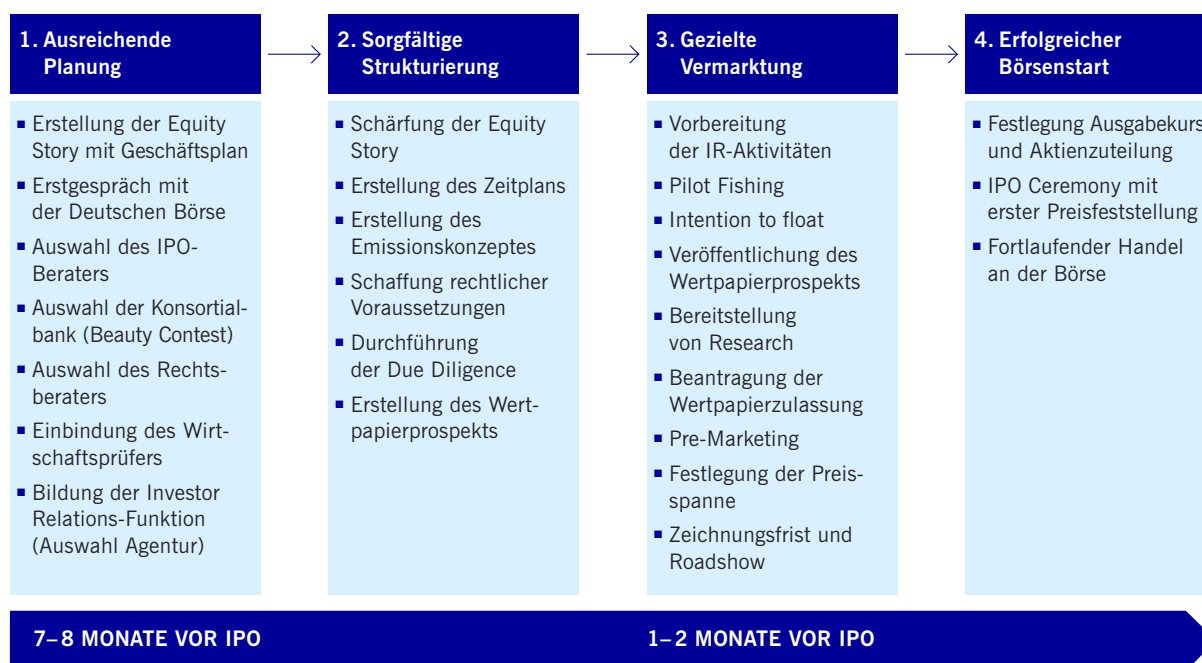 1. Ausreichende
Planung
■ Erstellung der Equity
Story mit Geschäftsplan
■ Erstgespräch mit
der Deutschen Börse
■ Auswahl des IPO-
Beraters
■ Auswahl der Konsortial-
bank (Beauty Contest)
■ Auswahl des Rechts-
beraters
■ Einbindung des Wirt-
schaftsprüfers
■ Bildung der Investor
Relations-Funktion
(Auswahl Agentur)
2. Sorgfältige
Strukturierung
■ Schärfung der Equity
Story
■ Erstellung des Zeitplans
■ Erstellung des
Emissionskonzeptes
■ Schaffung rechtlicher
Voraussetzungen
■ Durchführung
der Due Diligence
■ Erstellung des Wert-
papierprospekts
3. Gezielte
Vermarktung
■ Vorbereitung
der IR-Aktivitäten
■ Pilot Fishing
■ Intention to float
■ Veröffentlichung des
Wertpapierprospekts
■ Bereitstellung
von Research
■ Beantragung der
Wertpapierzulassung
■ Pre-Marketing
■ Festlegung der Preis-
spanne
■ Zeichnungsfrist und
Roadshow
4. Erfolgreicher
Börsenstart
■ Festlegung Ausgabekurs
und Aktienzuteilung
■ IPO Ceremony mit
erster Preisfeststellung
■ Fortlaufender Handel
an der Börse
7–8 MONATE VOR IPO
1–2 MONATE VOR IPO